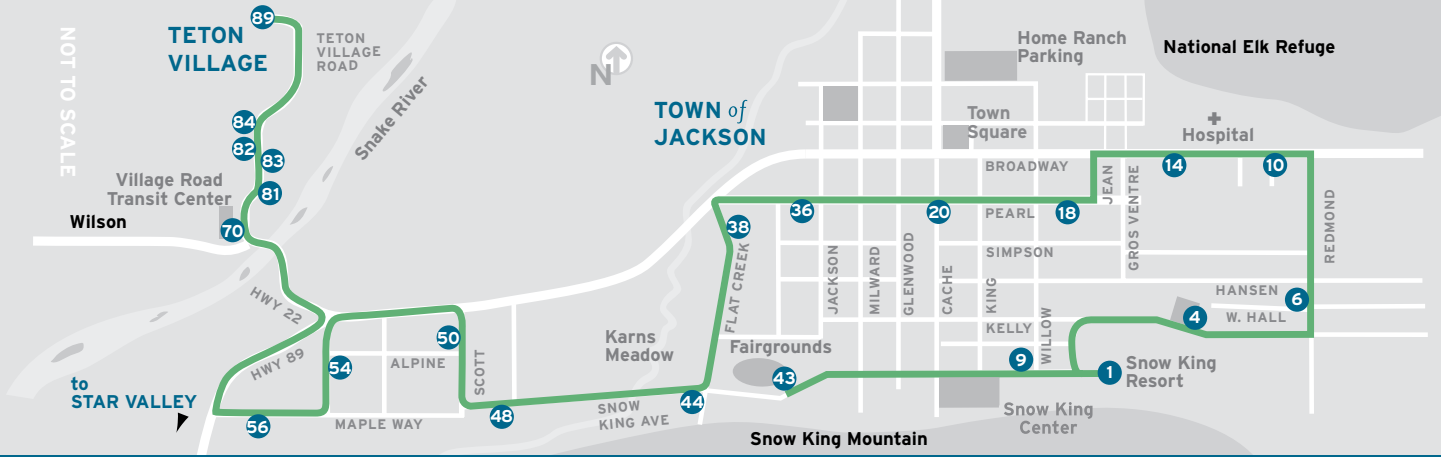 NOT TO SCALE
89
TETON
VILLAGE
TETON
VILLAGE
ROAD
84
82
83
81
Village Road
Transit Center
70
Wilson
Snake River
N
HWY 22
HWY 89
to
STAR VALLEY
56
54
MAPLE WAY
ALPINE
50
SCOTT
48
SNOW
KING AVE
44
Karns
Meadow
TOWN of
JACKSON
38
FLAT CREEK
36
20
18
Fairgrounds
43
JACKSON
MILWARD
GLENWOOD
CACHE
KING
WILLOW
Home Ranch
Parking
Town
Square
BROADWAY
PEARL
SIMPSON
KELLY
9
1
Snow King
Resort
Snow King
Center
Snow King Mountain
National Elk Refuge
Hospital
14
10
JEAN
GROS VENTRE
REDMOND
HANSEN
6
W. HALL
4